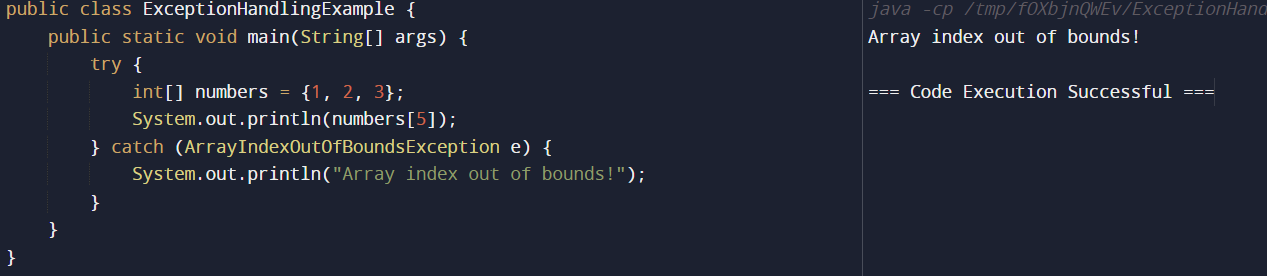 public class ExceptionHandlingExample {
    public static void main(String[] args) {
        try {
            int[] numbers = {1, 2, 3};
            System.out.println(numbers[5]);
        } catch (ArrayIndexOutOfBoundsException e) {
            System.out.println("Array index out of bounds!");
        }
    }
}
java -cp /tmp/fOXbjnQWEv/ExceptionHand
Array index out of bounds!
=== Code Execution Successful ===